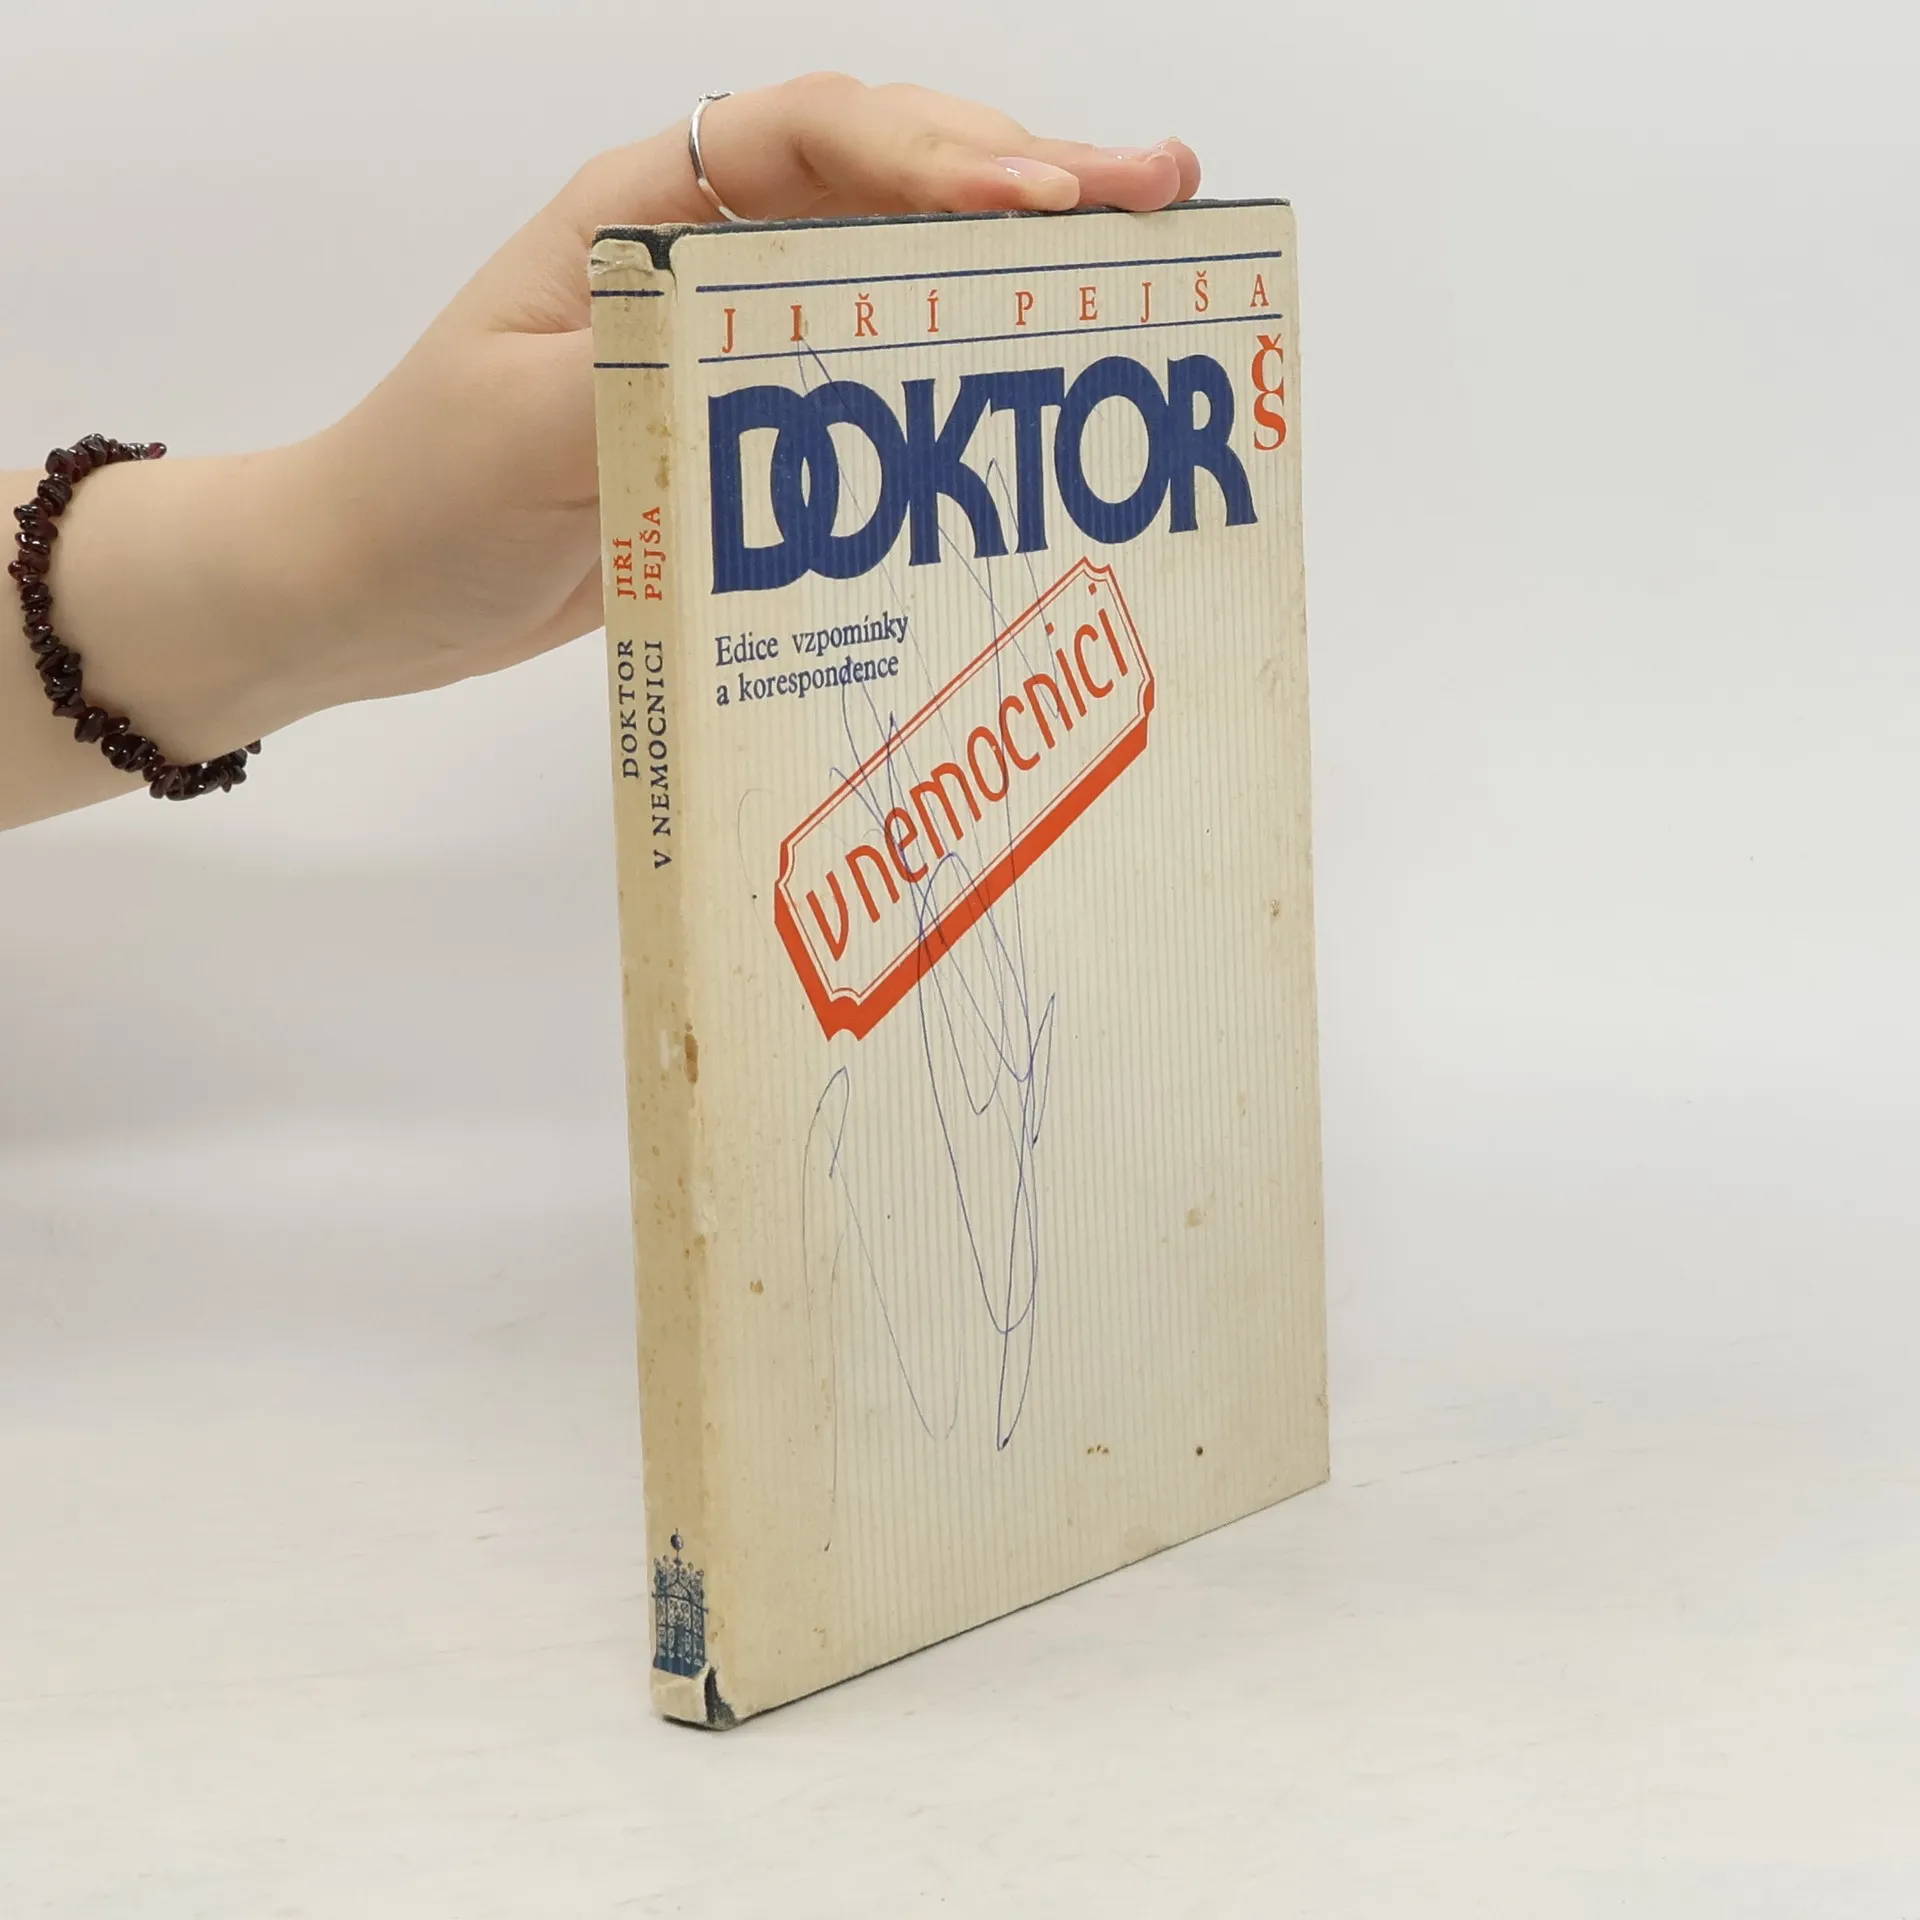 JIŘÍ PEJŠA
DOKTOR
ČS
Edice vzpomínky
a korespondence
v nemocnici
JIŘÍ
PEJŠA
DOKTOR
V NEMOCNICI